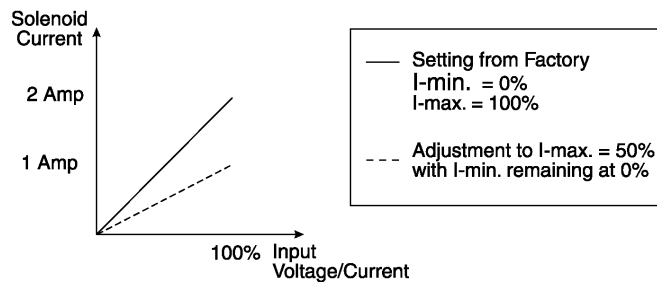 Solenoid
Current
2 Amp
1 Amp
100%
Input
Voltage/Current
Setting from Factory
I-min. = 0%
I-max. = 100%
Adjustment to I-max. = 50%
with I-min. remaining at 0%